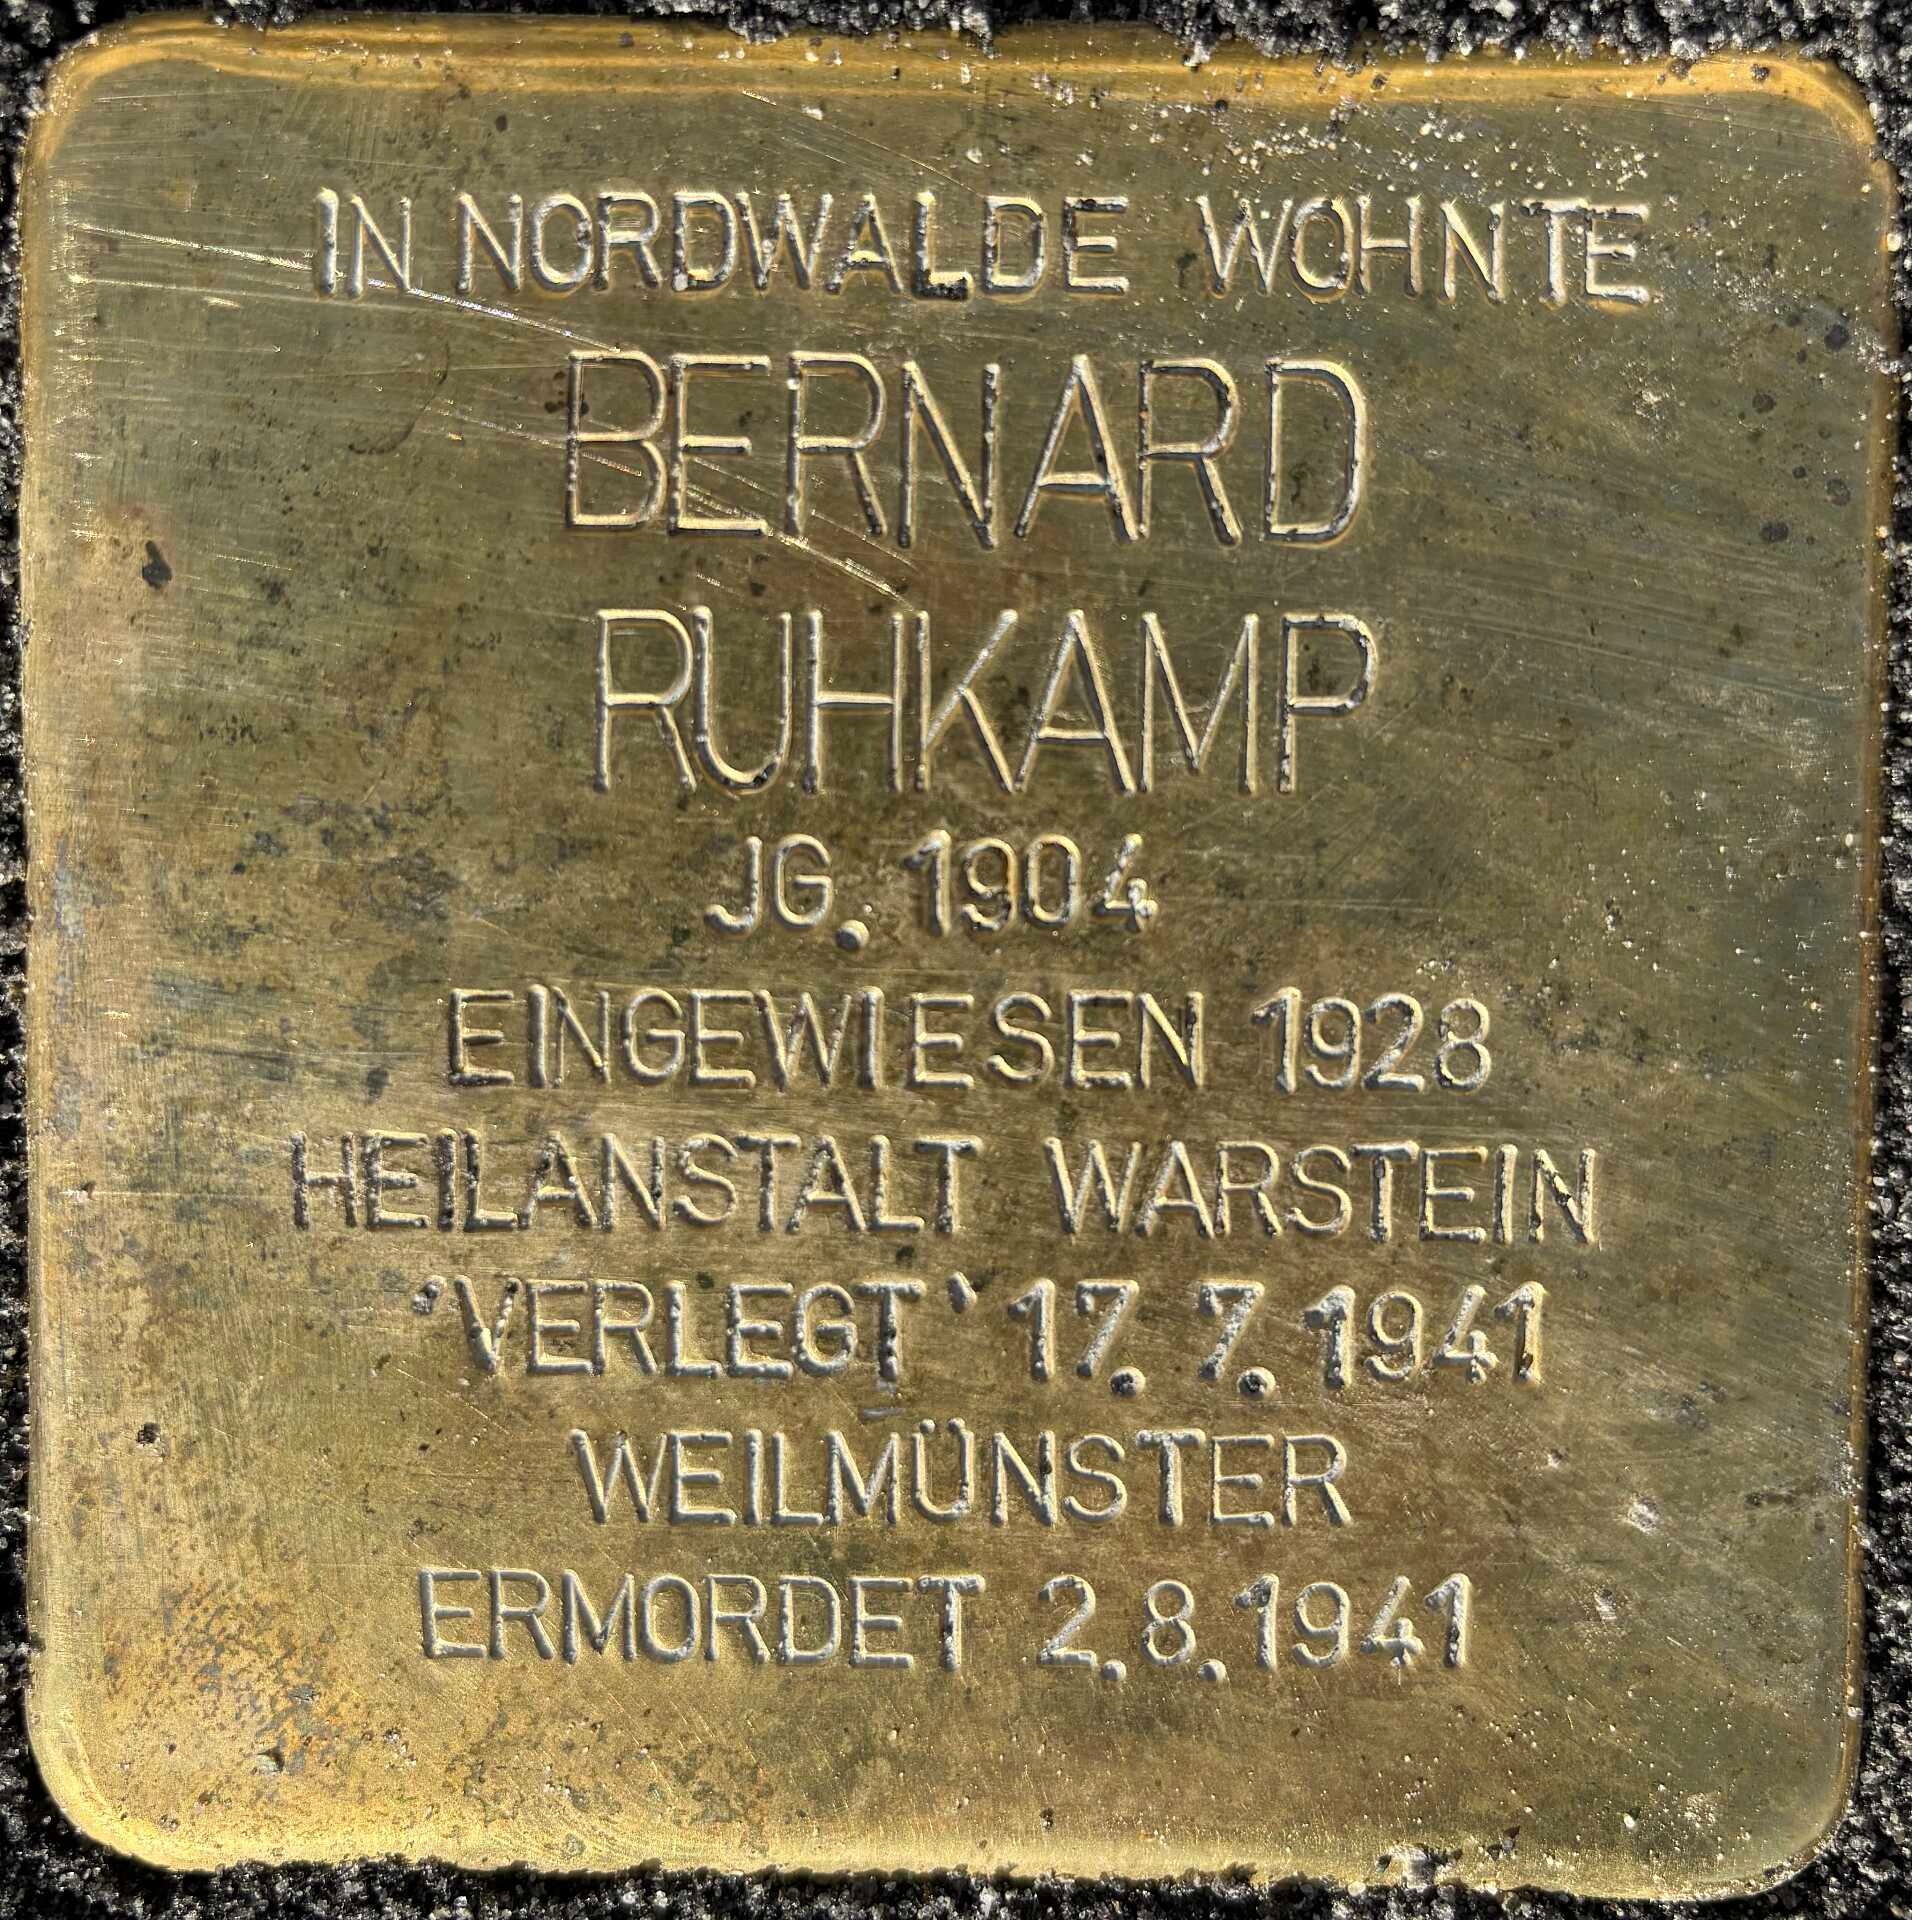 IN NORDWALDE WOHNTE
BERNARD
RUHKAMP
JG. 1904
EINGEWIESEN 1928
HEILANSTALT WARSTEIN
'VERLEGT' 17.7.1941
WEILMÜNSTER
ERMORDET 2.8.1941